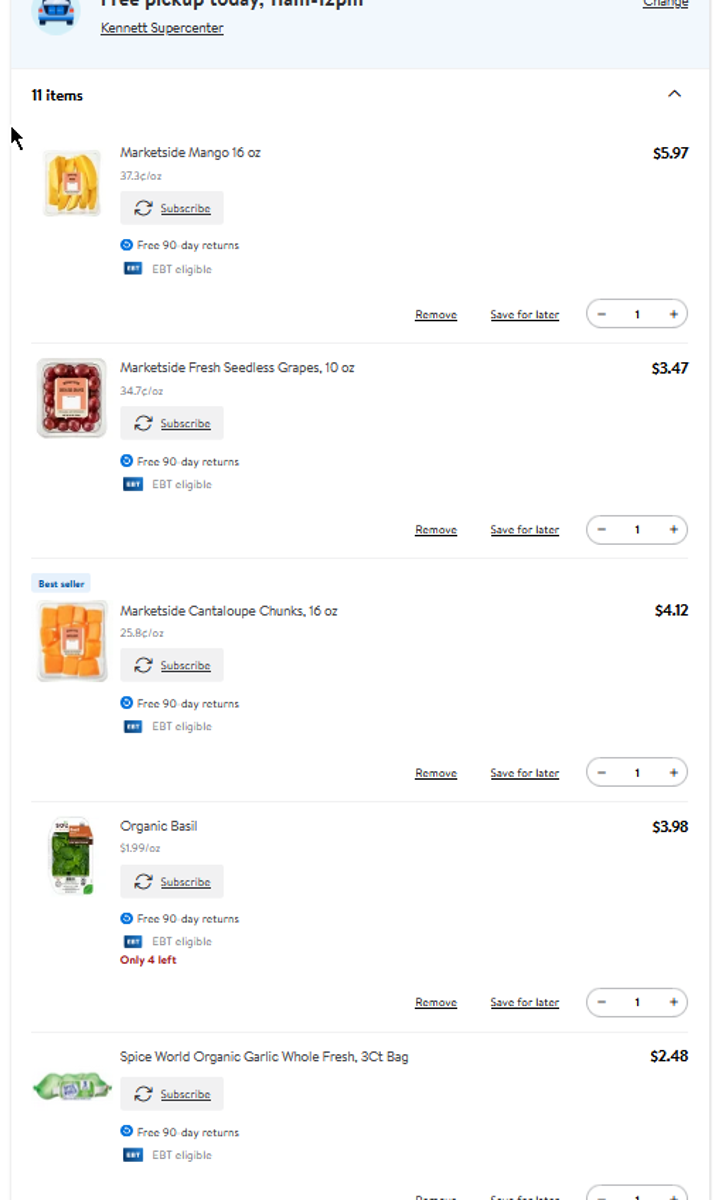 Free pickup today, 11am-12pm
Change
Kennett Supercenter
11 items
Marketside Mango 16 oz
$5.97
37.3¢/oz
Subscribe
Free 90-day returns
EBT EBT eligible
Remove Save for later − 1 +
Marketside Fresh Seedless Grapes, 10 oz
$3.47
34.7¢/oz
Subscribe
Free 90-day returns
EBT EBT eligible
Remove Save for later − 1 +
Best seller
Marketside Cantaloupe Chunks, 16 oz
$4.12
25.8¢/oz
Subscribe
Free 90-day returns
EBT EBT eligible
Remove Save for later − 1 +
Organic Basil
$3.98
$1.99/oz
Subscribe
Free 90-day returns
EBT EBT eligible
Only 4 left
Remove Save for later − 1 +
Spice World Organic Garlic Whole Fresh, 3Ct Bag
$2.48
Subscribe
Free 90-day returns
EBT EBT eligible
Remove Save for later − 1 +